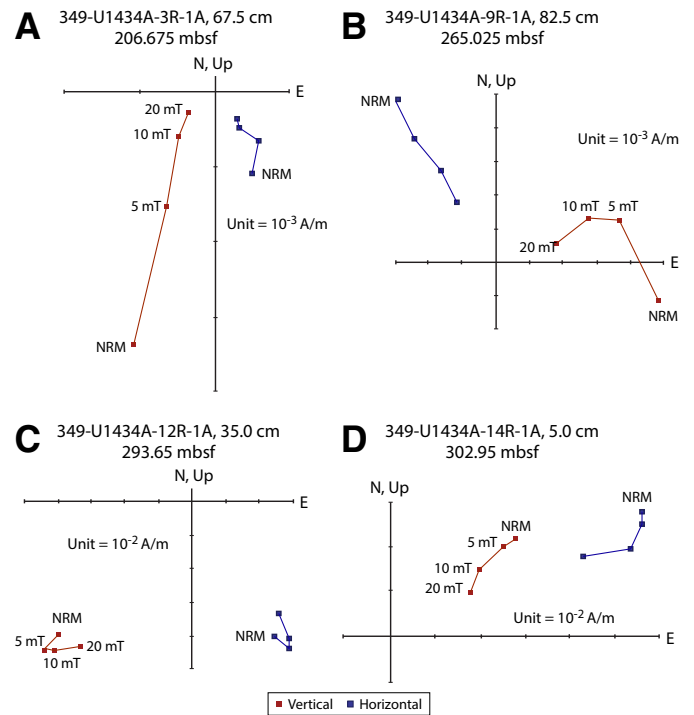 A
349-U1434A-3R-1A, 67.5 cm
206.675 mbsf
N, Up
E
20 mT
10 mT
5 mT
NRM
NRM
Unit = 10⁻³ A/m
B
349-U1434A-9R-1A, 82.5 cm
265.025 mbsf
N, Up
NRM
Unit = 10⁻³ A/m
10 mT
5 mT
20 mT
E
NRM
C
349-U1434A-12R-1A, 35.0 cm
293.65 mbsf
N, Up
E
Unit = 10⁻² A/m
NRM
5 mT
20 mT
10 mT
NRM
D
349-U1434A-14R-1A, 5.0 cm
302.95 mbsf
N, Up
NRM
NRM
5 mT
10 mT
20 mT
Unit = 10⁻² A/m
E
Vertical
Horizontal